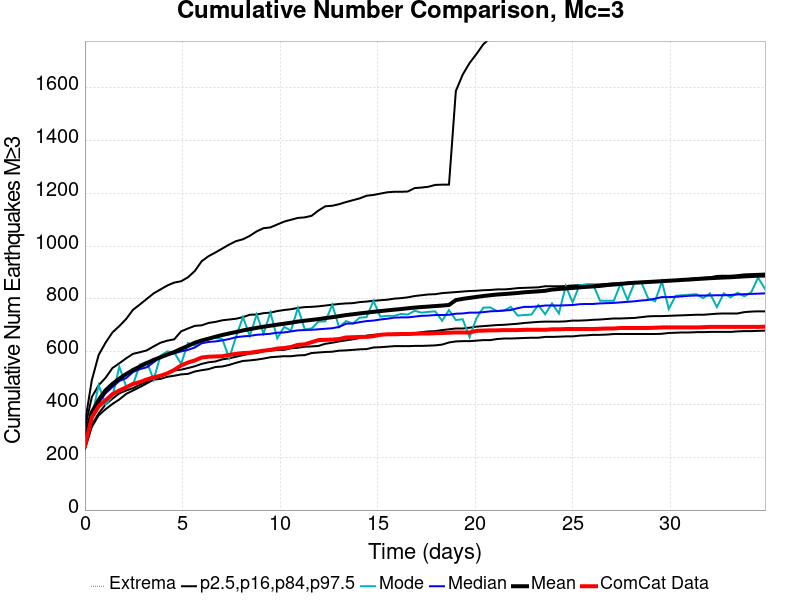 Cumulative Number Comparison, Mc=3
Cumulative Num Earthquakes M≥3
1600
1400
1200
1000
800
600
400
200
0
0 5 10 15 20 25 30
Time (days)
Extrema p2.5,p16,p84,p97.5 Mode Median Mean ComCat Data